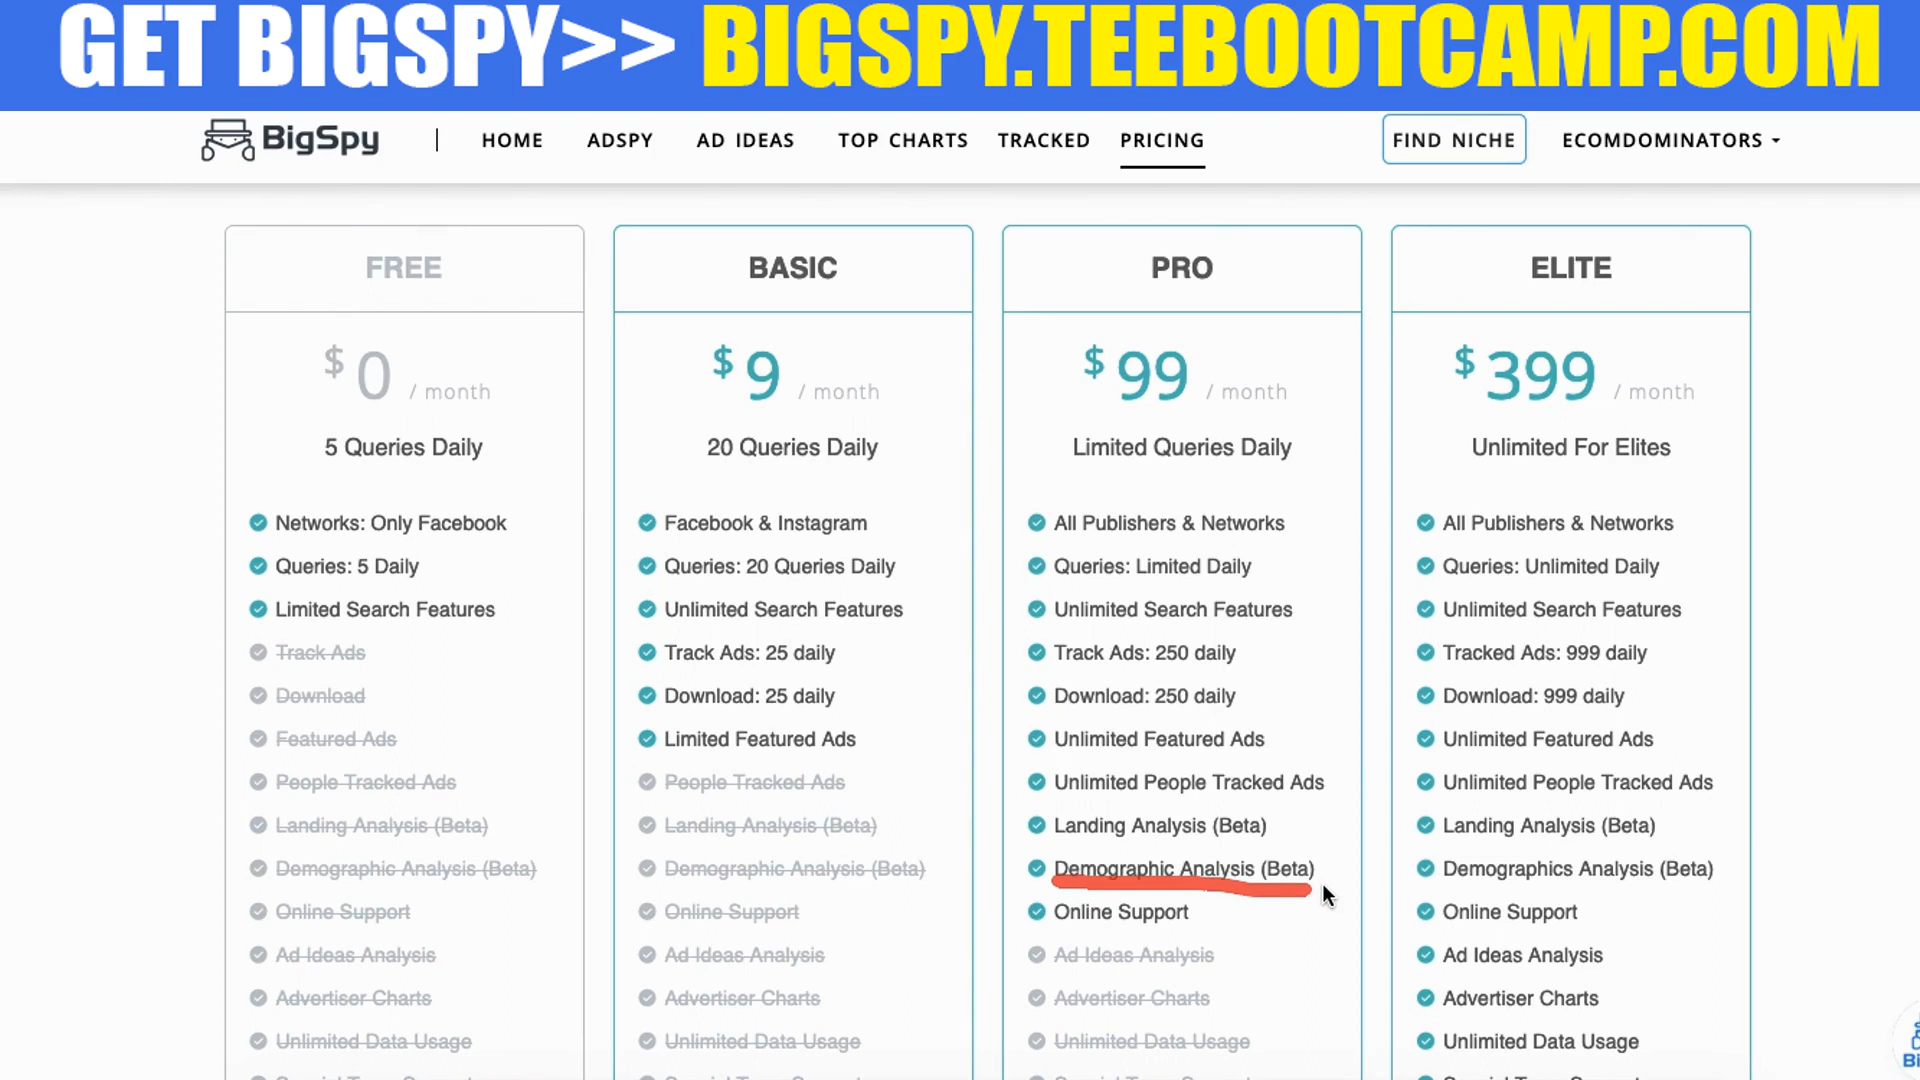 GET BIGSPY>> BIGSPY.TEEBOOTCAMP.COM
BigSpy | HOME ADSPY AD IDEAS TOP CHARTS TRACKED PRICING FIND NICHE ECOMDOMINATORS
FREE
$ 0 / month
5 Queries Daily
Networks: Only Facebook
Queries: 5 Daily
Limited Search Features
Track Ads
Download
Featured Ads
People Tracked Ads
Landing Analysis (Beta)
Demographic Analysis (Beta)
Online Support
Ad Ideas Analysis
Advertiser Charts
Unlimited Data Usage
BASIC
$ 9 / month
20 Queries Daily
Facebook & Instagram
Queries: 20 Queries Daily
Unlimited Search Features
Track Ads: 25 daily
Download: 25 daily
Limited Featured Ads
People Tracked Ads
Landing Analysis (Beta)
Demographic Analysis (Beta)
Online Support
Ad Ideas Analysis
Advertiser Charts
Unlimited Data Usage
PRO
$ 99 / month
Limited Queries Daily
All Publishers & Networks
Queries: Limited Daily
Unlimited Search Features
Track Ads: 250 daily
Download: 250 daily
Unlimited Featured Ads
Unlimited People Tracked Ads
Landing Analysis (Beta)
Demographic Analysis (Beta)
Online Support
Ad Ideas Analysis
Advertiser Charts
Unlimited Data Usage
ELITE
$ 399 / month
Unlimited For Elites
All Publishers & Networks
Queries: Unlimited Daily
Unlimited Search Features
Tracked Ads: 999 daily
Download: 999 daily
Unlimited Featured Ads
Unlimited People Tracked Ads
Landing Analysis (Beta)
Demographics Analysis (Beta)
Online Support
Ad Ideas Analysis
Advertiser Charts
Unlimited Data Usage